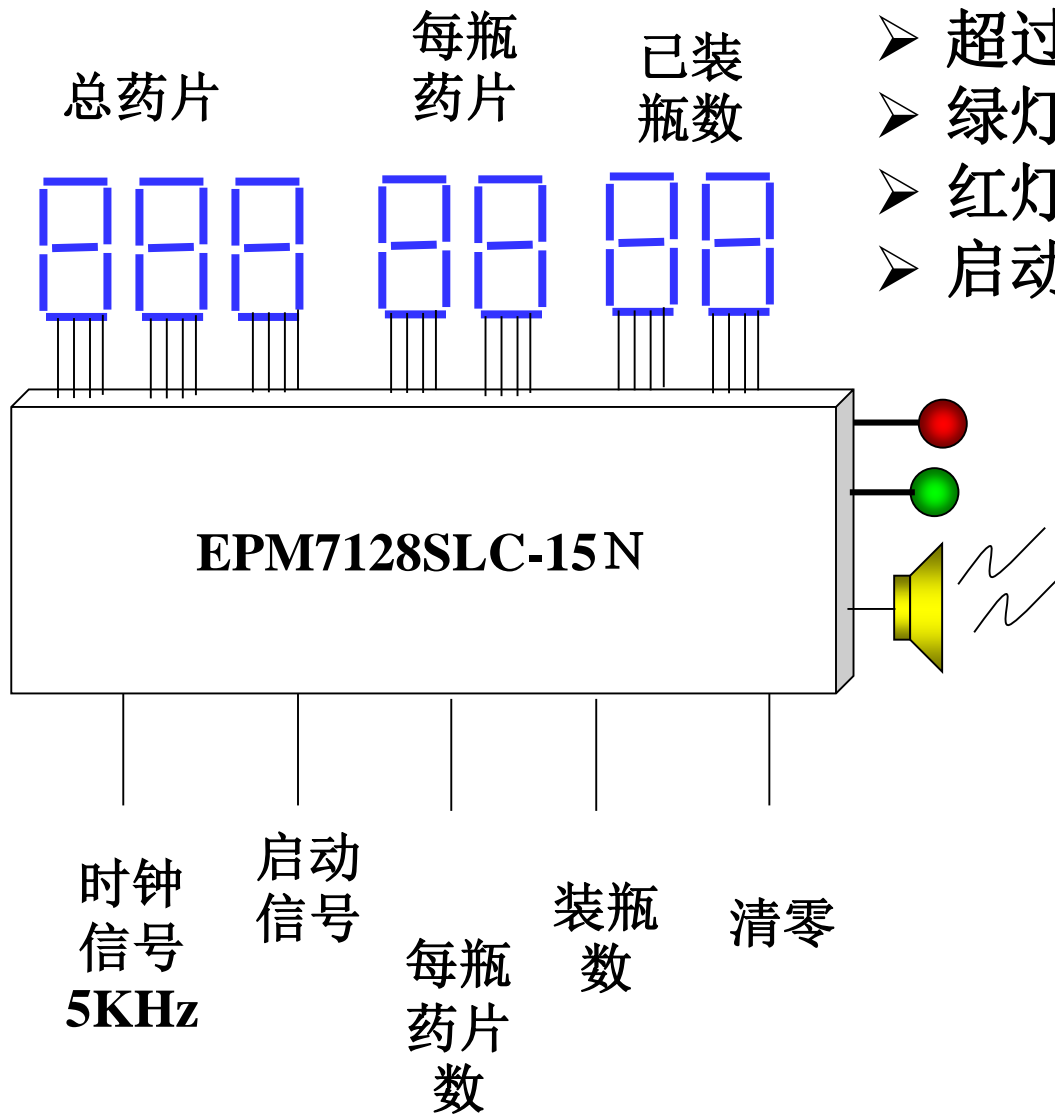 总药片
每瓶
药片
已装
瓶数
➢ 超过
➢ 绿灯
➢ 红灯
➢ 启动
EPM7128SLC-15N
时钟
信号
5KHz
启动
信号
每瓶
药片
数
装瓶
数
清零